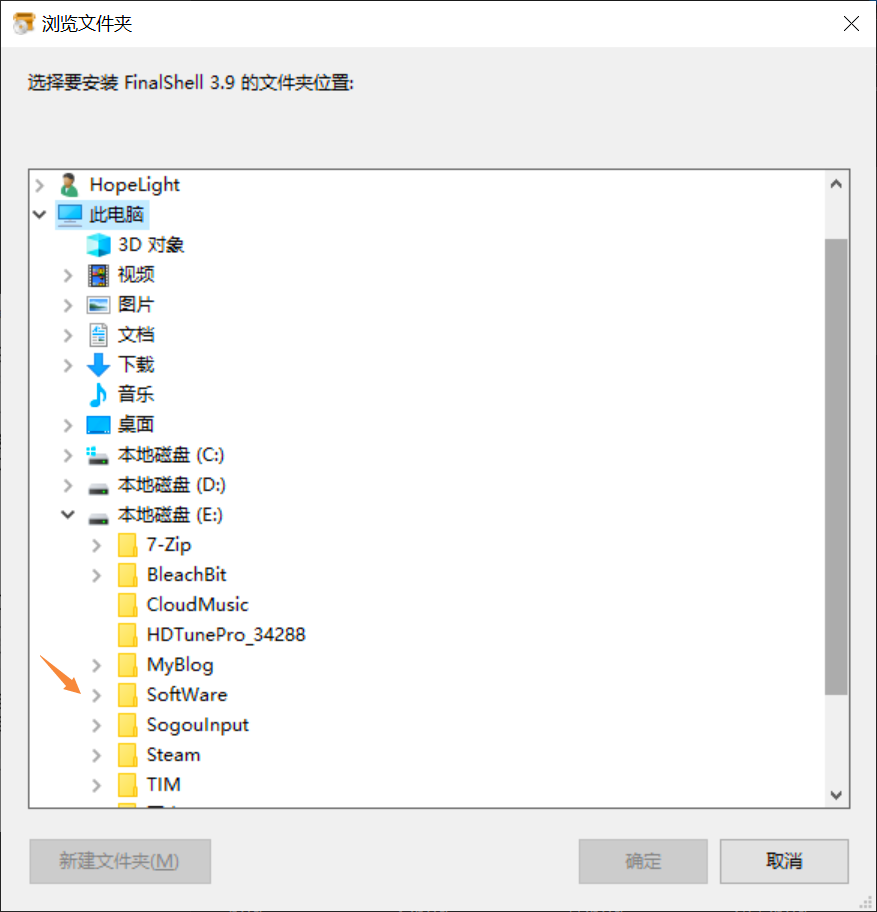 浏览文件夹
选择要安装 FinalShell 3.9 的文件夹位置:
HopeLight
此电脑
3D 对象
视频
图片
文档
下载
音乐
桌面
本地磁盘 (C:)
本地磁盘 (D:)
本地磁盘 (E:)
7-Zip
BleachBit
CloudMusic
HDTunePro_34288
MyBlog
SoftWare
SogouInput
Steam
TIM
新建文件夹(M) 确定 取消